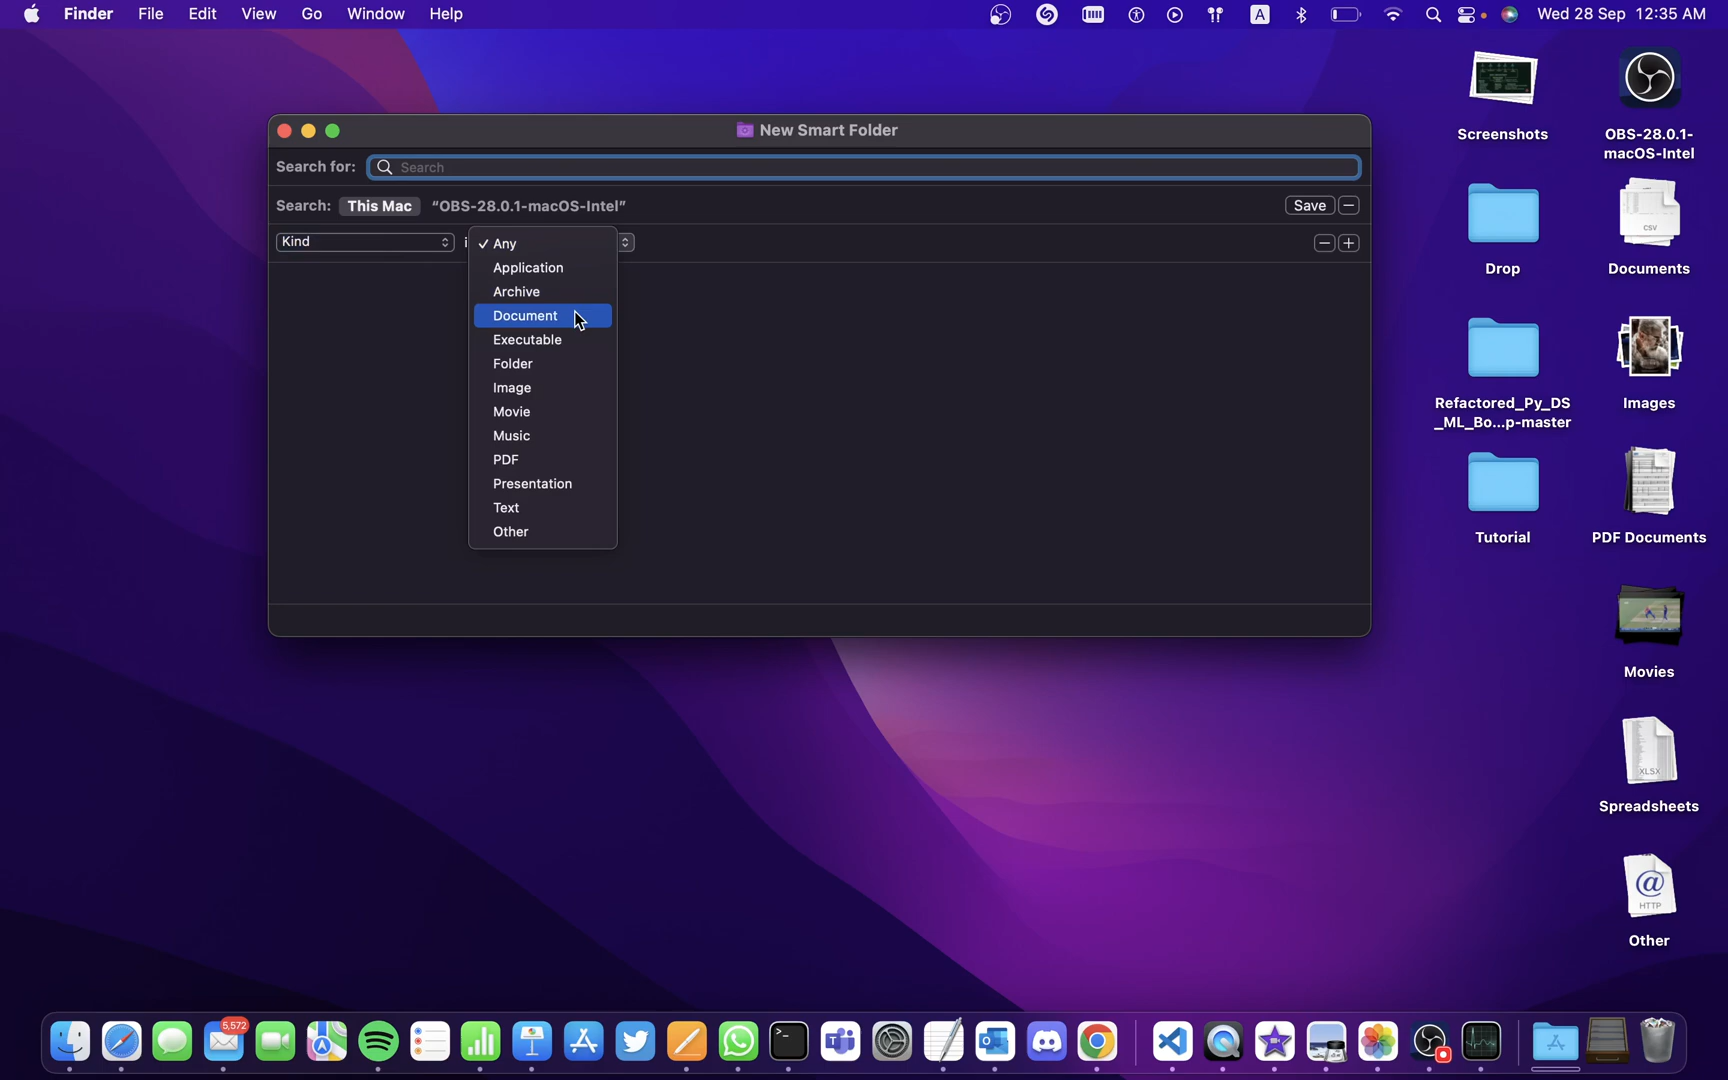 Finder File Edit View Go Window Help A Wed 28 Sep 12:35 AM
New Smart Folder
Search for: Search
Search: This Mac “OBS-28.0.1-macOS-Intel” Save
Kind i
Any
Application
Archive
Document
Executable
Folder
Image
Movie
Music
PDF
Presentation
Text
Other
Screenshots
OBS-28.0.1-
macOS-Intel
Drop
CSV
Documents
Refactored_Py_DS
_ML_Bo...p-master
Images
Tutorial
PDF Documents
Movies
XLSX
Spreadsheets
@
HTTP
Other
5,572